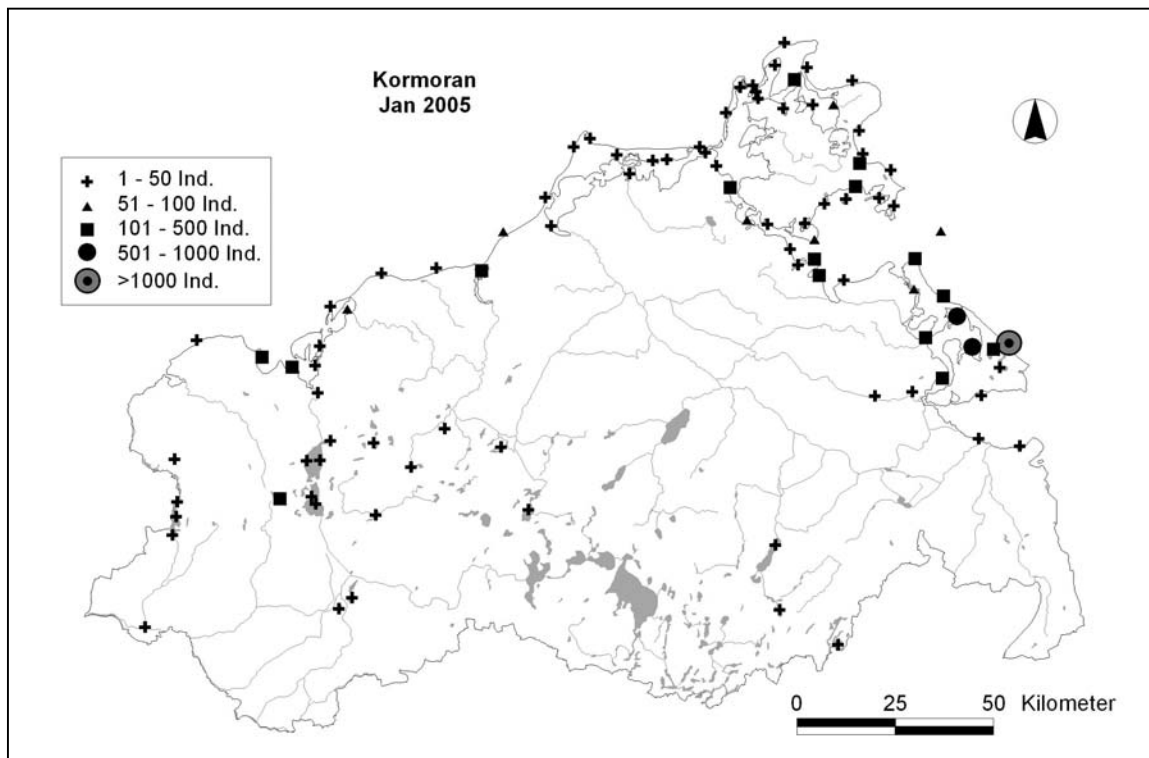 Kormoran
Jan 2005
1 - 50 Ind.
51 - 100 Ind.
101 - 500 Ind.
501 - 1000 Ind.
>1000 Ind.
0 25 50 Kilometer